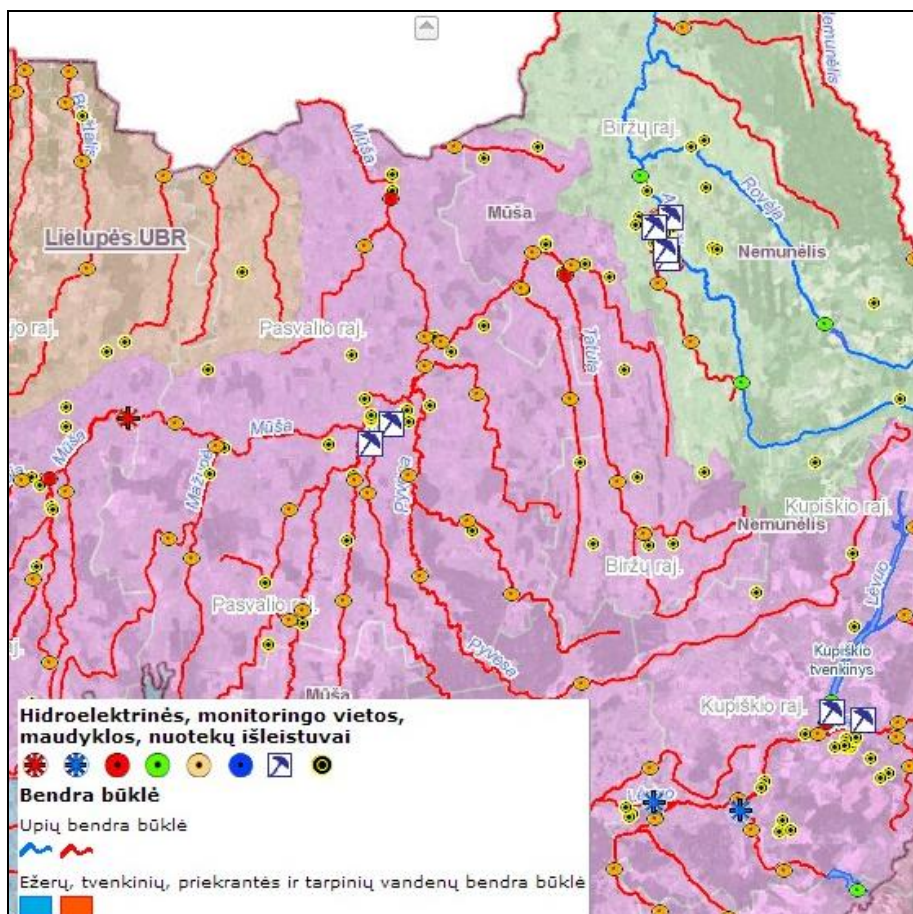 Nemunėlis
Biržų raj.
Mūša
Rovėja
Mūša
Lielupės UBR
Nemunėlis
Pasvalio raj.
Tatula
Mūša
Mūša
Mažupė
Pyvesa
Kupiškio raj.
Nemunėlis
Biržų raj.
Lėvuo
Pasvalio raj.
Pyvesa
Kupiškio
tvenkinys
Mūša
Kupiškio raj.
Hidroelektrinės, monitoringo vietos,
maudyklos, nuotekų išleistuvai
Bendra būklė
Upių bendra būklė
Lėvuo
Ežerų, tvenkinių, priekrantės ir tarpinių vandenų bendra būklė